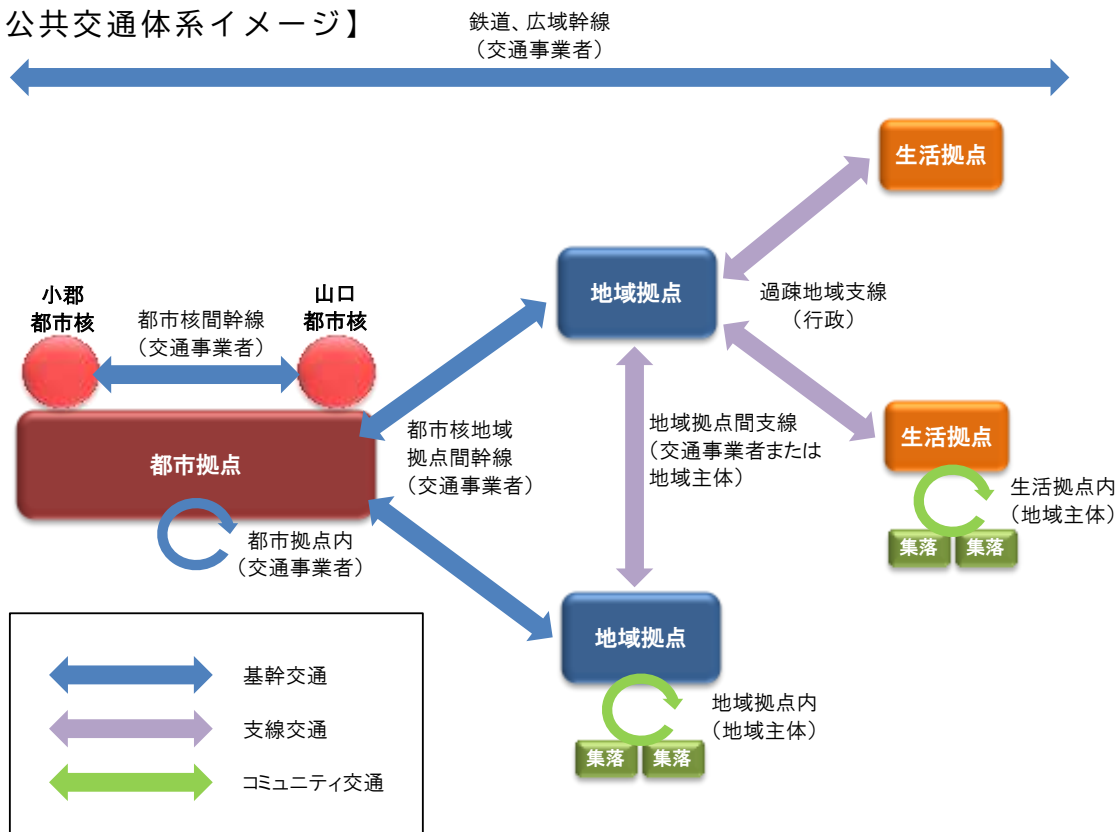 公共交通体系イメージ】
鉄道、広域幹線
（交通事業者）
生活拠点
地域拠点
過疎地域支線
（行政）
小郡
都市核
山口
都市核
都市核間幹線
（交通事業者）
都市拠点
都市核地域
拠点間幹線
（交通事業者）
地域拠点間支線
（交通事業者または
地域主体）
生活拠点
生活拠点内
（地域主体）
集落 集落
都市拠点内
（交通事業者）
地域拠点
地域拠点内
（地域主体）
集落 集落
基幹交通
支線交通
コミュニティ交通